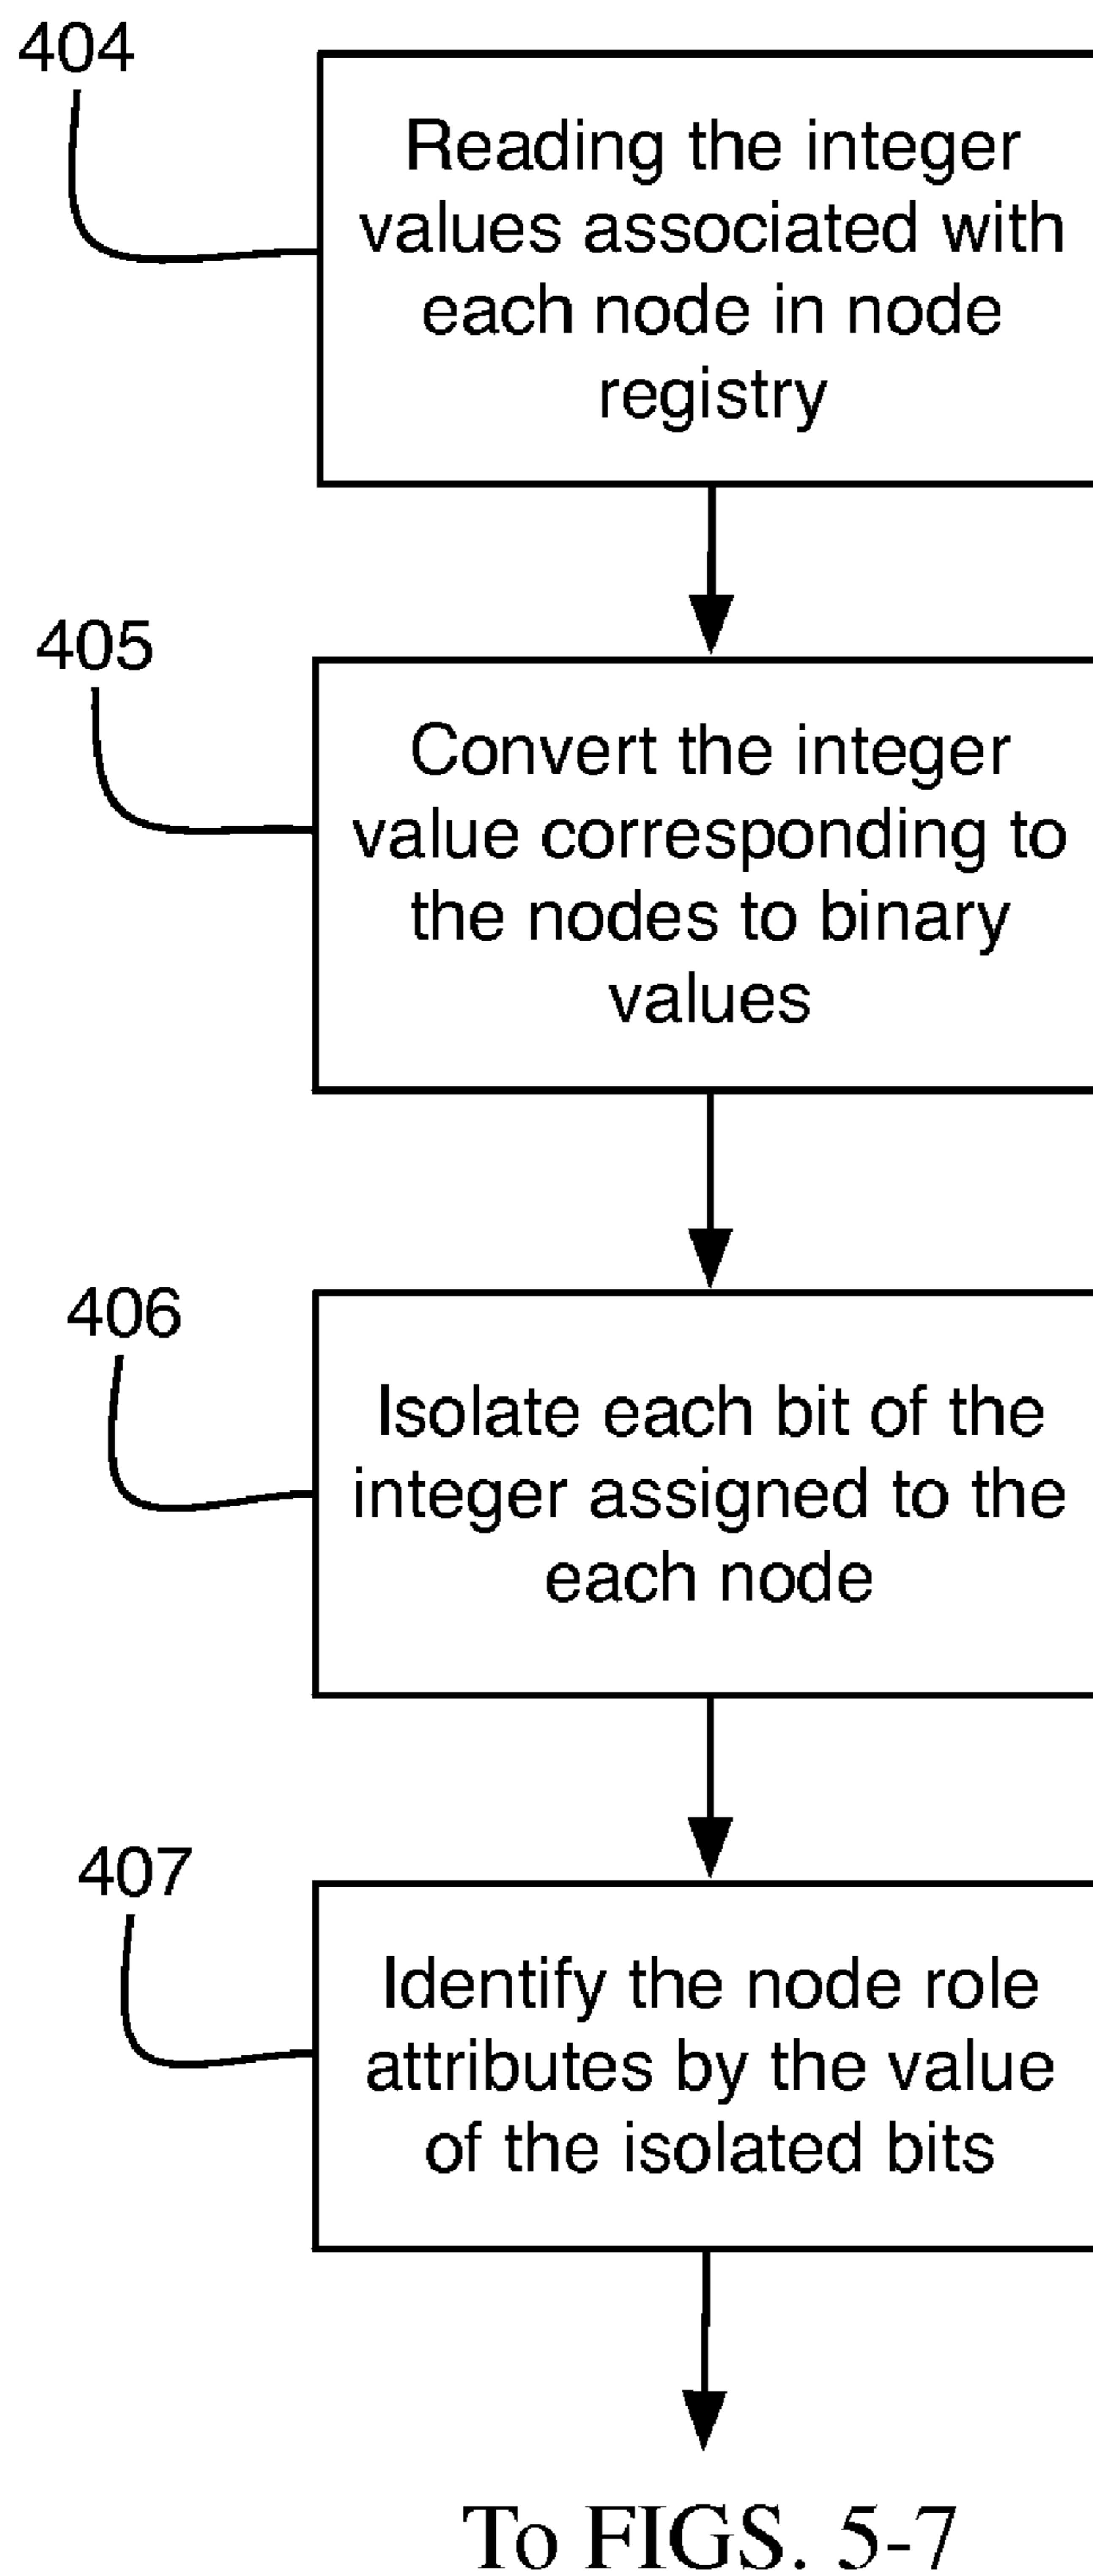 404
Reading the integer
values associated with
each node in node
registry
405
Convert the integer
value corresponding to
the nodes to binary
values
406
Isolate each bit of the
integer assigned to the
each node
407
Identify the node role
attributes by the value
of the isolated bits
To FIGS. 5-7